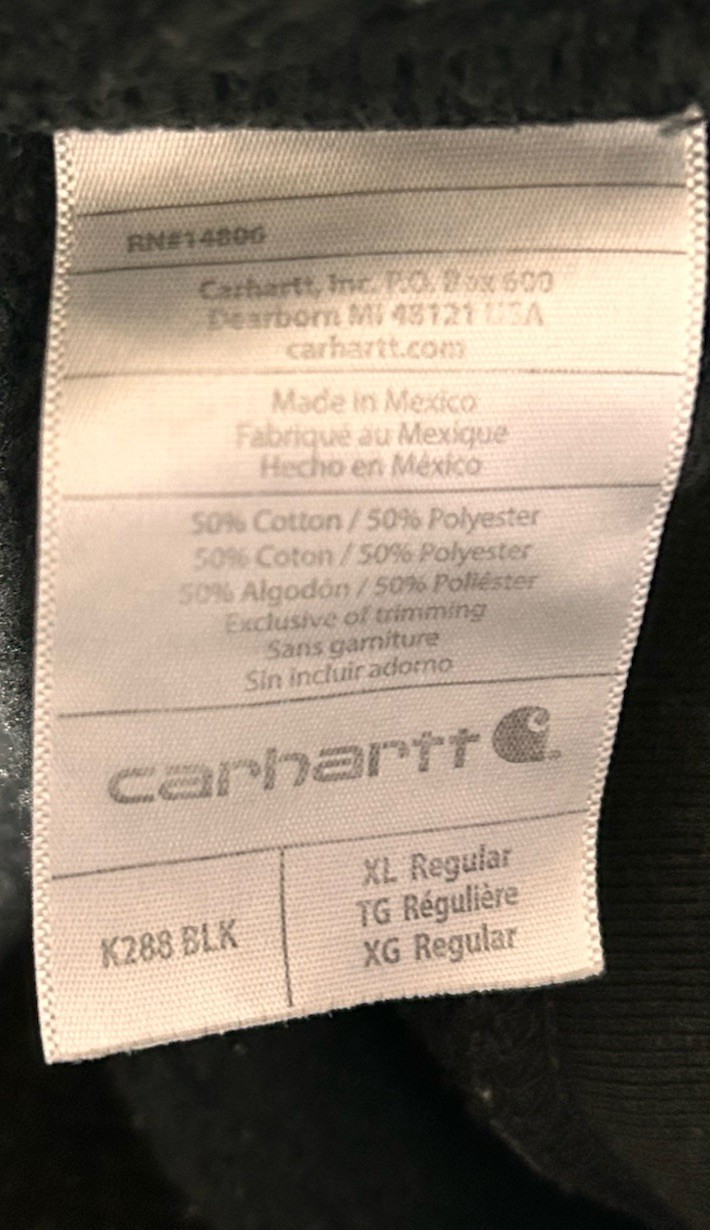 RN#14806
Carhartt, Inc. P.O. Box 600
Dearborn MI 48121 USA
carhartt.com
Made in Mexico
Fabriqué au Mexique
Hecho en México
50% Cotton / 50% Polyester
50% Coton / 50% Polyester
50% Algodón / 50% Poliéster
Exclusive of trimming
Sans garniture
Sin incluir adorno
carhartt
K288 BLK
XL Regular
TG Régulière
XG Regular